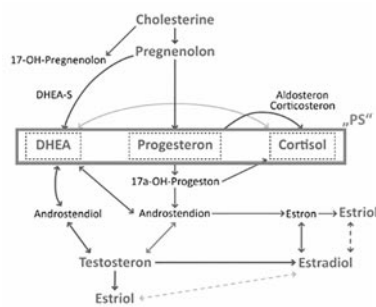 Cholesterine
17-OH-Pregnenolon
Pregnenolon
DHEA-S
Aldosteron
Corticosteron
„PS“
DHEA
Progesteron
Cortisol
17a-OH-Progeston
Androstendiol
Androstendion
Estron
Estriol
Testosteron
Estradiol
Estriol